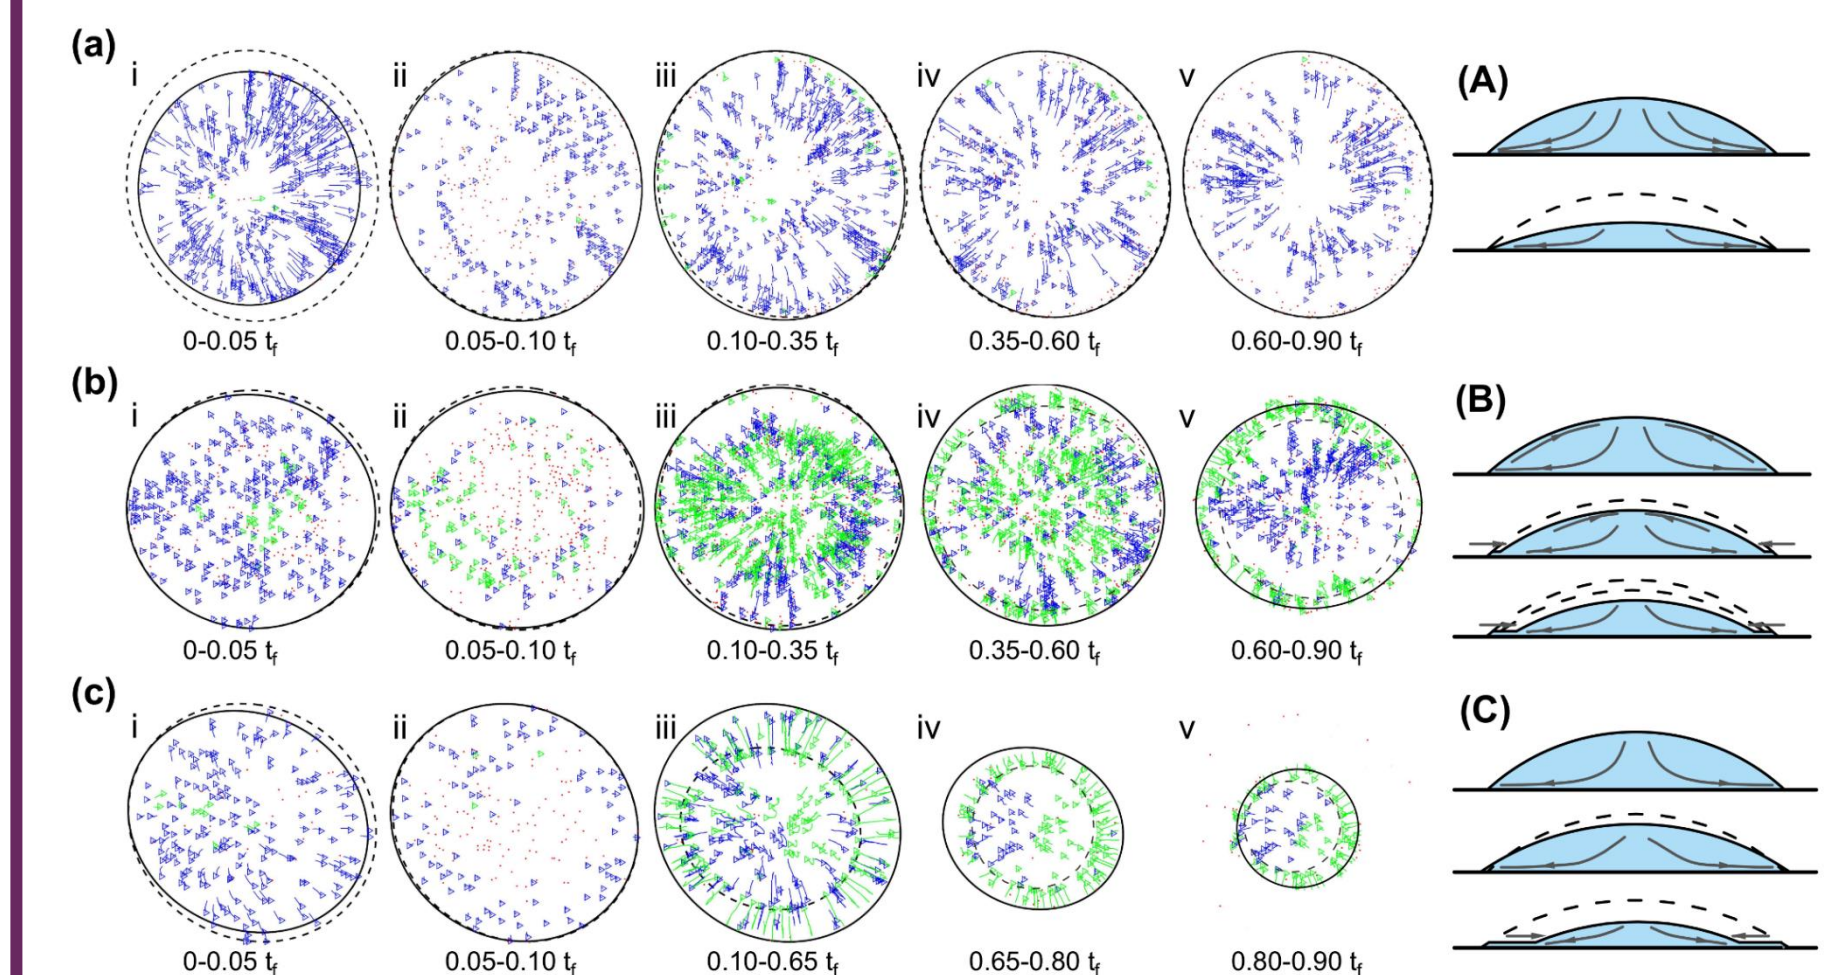 (a)
i ii iii iv v (A)
0-0.05 t_f 0.05-0.10 t_f 0.10-0.35 t_f 0.35-0.60 t_f 0.60-0.90 t_f
(b)
i ii iii iv v (B)
0-0.05 t_f 0.05-0.10 t_f 0.10-0.35 t_f 0.35-0.60 t_f 0.60-0.90 t_f
(c)
i ii iii iv v (C)
0-0.05 t_f 0.05-0.10 t_f 0.10-0.65 t_f 0.65-0.80 t_f 0.80-0.90 t_f